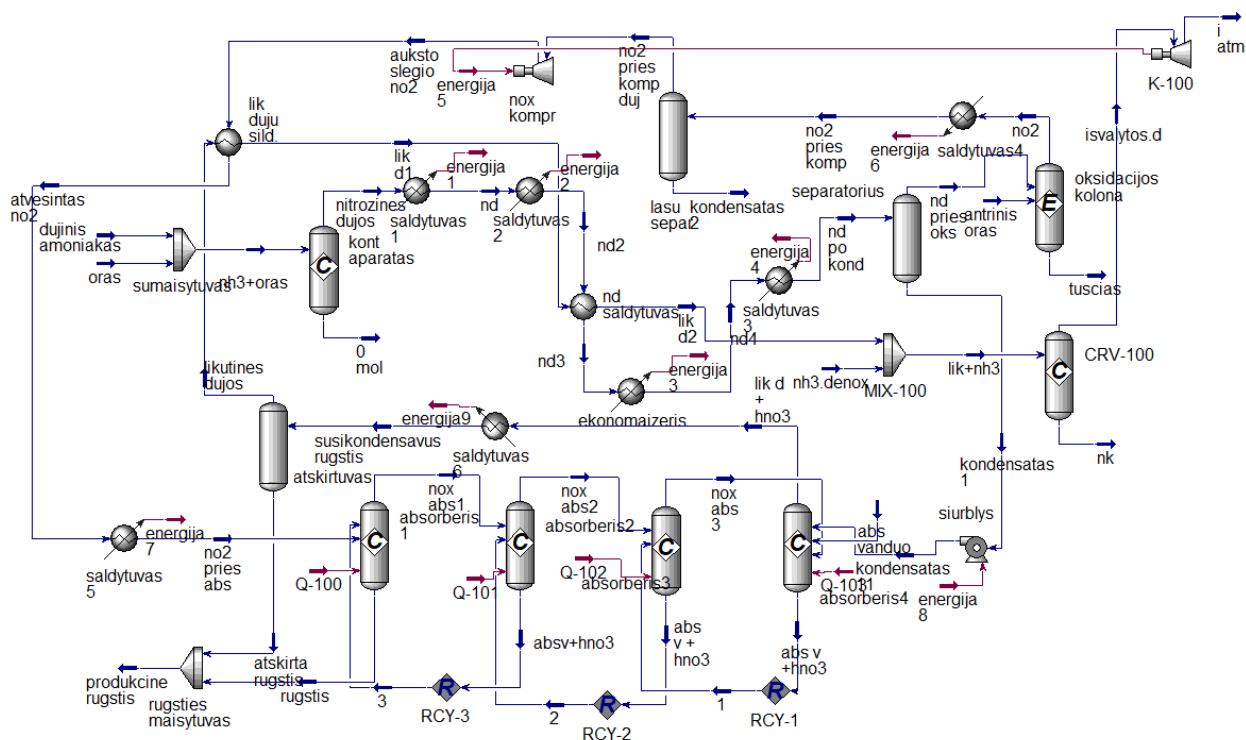 i
atm
K-100
auksto
slegio
no2
energija
5
nox
kompr
no2
pries
komp
duj
lik
duju
sild.
lik
d1
energija
1
energija
2
nitrozines
dujos
saldytuvas
1
nd
saldytuvas
2
no2
pries
komp
energija
6
saldytuvas4
no2
isvalytos.d
oksidacijos
kolona
E
separatorius
nd
pries
oks
antrinis
oras
tuscias
lasu
sepa
kondensatas
2
atvesintas
no2
dujinis
amoniakas
oras
sumaisytuvas
nh3+oras
kont
aparatas
C
0
mol
nd2
nd
saldytuvas
energija
4
nd
po
kond
saldytuvas
3
lik
d2
nd4
nd3
energija
3
ekonomaizeris
nh3.denox
MIX-100
lik+nh3
CRV-100
C
nk
likutines
dujos
lik d
+
hno3
energija9
susikondensavus
rugstis
saldytuvas
6
atskirtuvas
kondensatas
1
nox
abs1
absorberis
1
C
nox
abs2
absorberis2
C
nox
abs
3
C
C
abs
vanduo
kondensatas
11
siurblys
energija
8
energija
7
saldytuvas
5
no2
pries
abs
Q-100
Q-101
Q-102
absorberis3
Q-103
absorberis4
absv+hno3
abs
v +
hno3
abs v
+hno3
atskirta
rugstis
rugstis
produkcine
rugstis
rugsties
maisytuvas
3
R
RCY-3
2
R
RCY-2
1
R
RCY-1